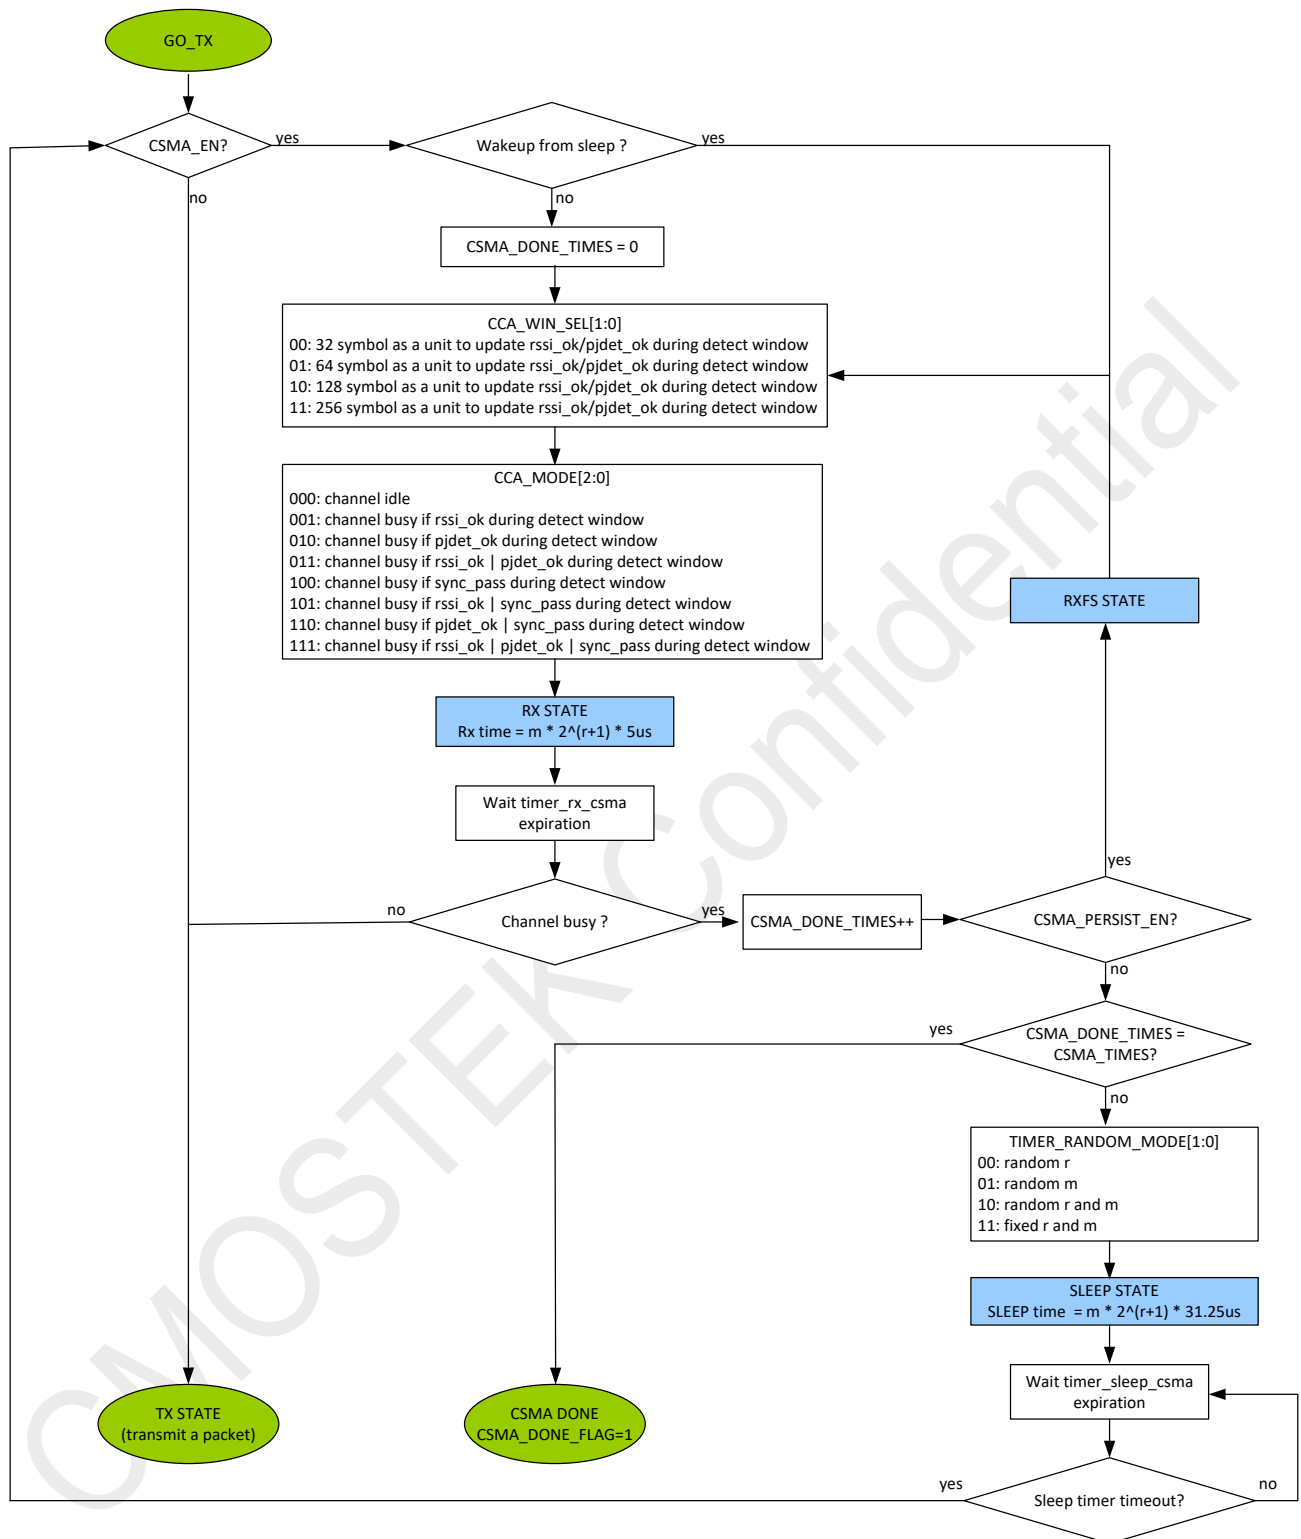 GO_TX
CSMA_EN?
yes
Wakeup from sleep ?
yes
no
no
CSMA_DONE_TIMES = 0
CCA_WIN_SEL[1:0]
00: 32 symbol as a unit to update rssi_ok/pjdet_ok during detect window
01: 64 symbol as a unit to update rssi_ok/pjdet_ok during detect window
10: 128 symbol as a unit to update rssi_ok/pjdet_ok during detect window
11: 256 symbol as a unit to update rssi_ok/pjdet_ok during detect window
CCA_MODE[2:0]
000: channel idle
001: channel busy if rssi_ok during detect window
010: channel busy if pjdet_ok during detect window
011: channel busy if rssi_ok | pjdet_ok during detect window
100: channel busy if sync_pass during detect window
101: channel busy if rssi_ok | sync_pass during detect window
110: channel busy if pjdet_ok | sync_pass during detect window
111: channel busy if rssi_ok | pjdet_ok | sync_pass during detect window
RXFS STATE
RX STATE
Rx time = m * 2^(r+1) * 5us
Wait timer_rx_csma
expiration
Channel busy ?
no
yes
CSMA_DONE_TIMES++
CSMA_PERSIST_EN?
yes
no
CSMA_DONE_TIMES =
CSMA_TIMES?
yes
no
TIMER_RANDOM_MODE[1:0]
00: random r
01: random m
10: random r and m
11: fixed r and m
SLEEP STATE
SLEEP time  = m * 2^(r+1) * 31.25us
Wait timer_sleep_csma
expiration
TX STATE
(transmit a packet)
CSMA DONE
CSMA_DONE_FLAG=1
yes
Sleep timer timeout?
no
CMOSTEK Confidential